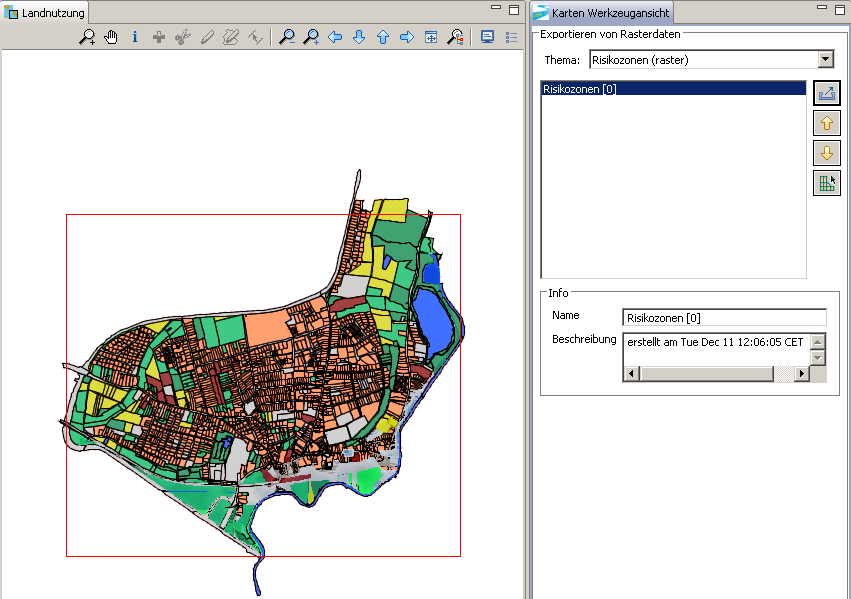 Landnutzung
Karten Werkzeugansicht
Exportieren von Rasterdaten
Thema: Risikozonen (raster)
Risikozonen [0]
Info
Name Risikozonen [0]
Beschreibung erstellt am Tue Dec 11 12:06:05 CET